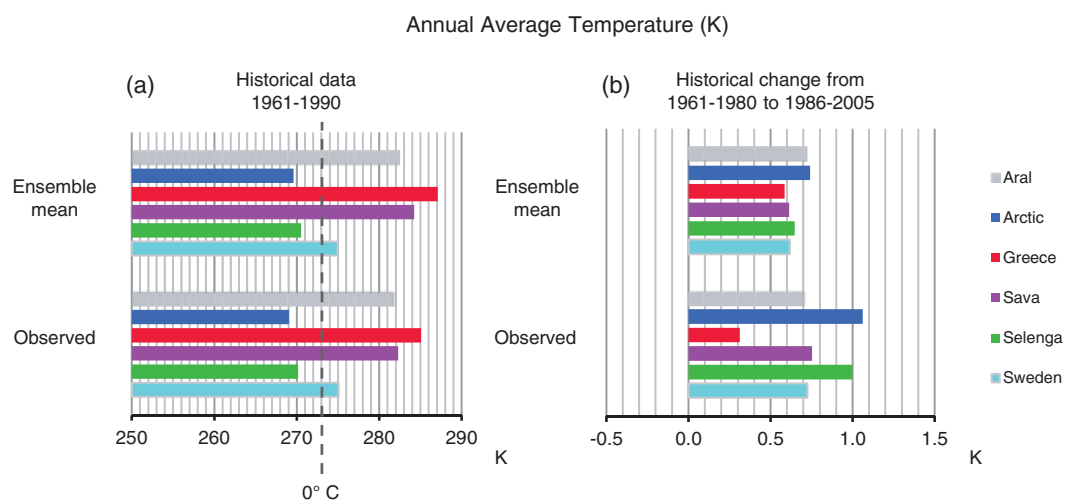 Annual Average Temperature (K)
(a)
Historical data
1961-1990
Ensemble
mean
Observed
250
260
270
280
290
K
0° C
(b)
Historical change from
1961-1980 to 1986-2005
Ensemble
mean
Observed
-0.5
0.0
0.5
1.0
1.5
K
Aral
Arctic
Greece
Sava
Selenga
Sweden